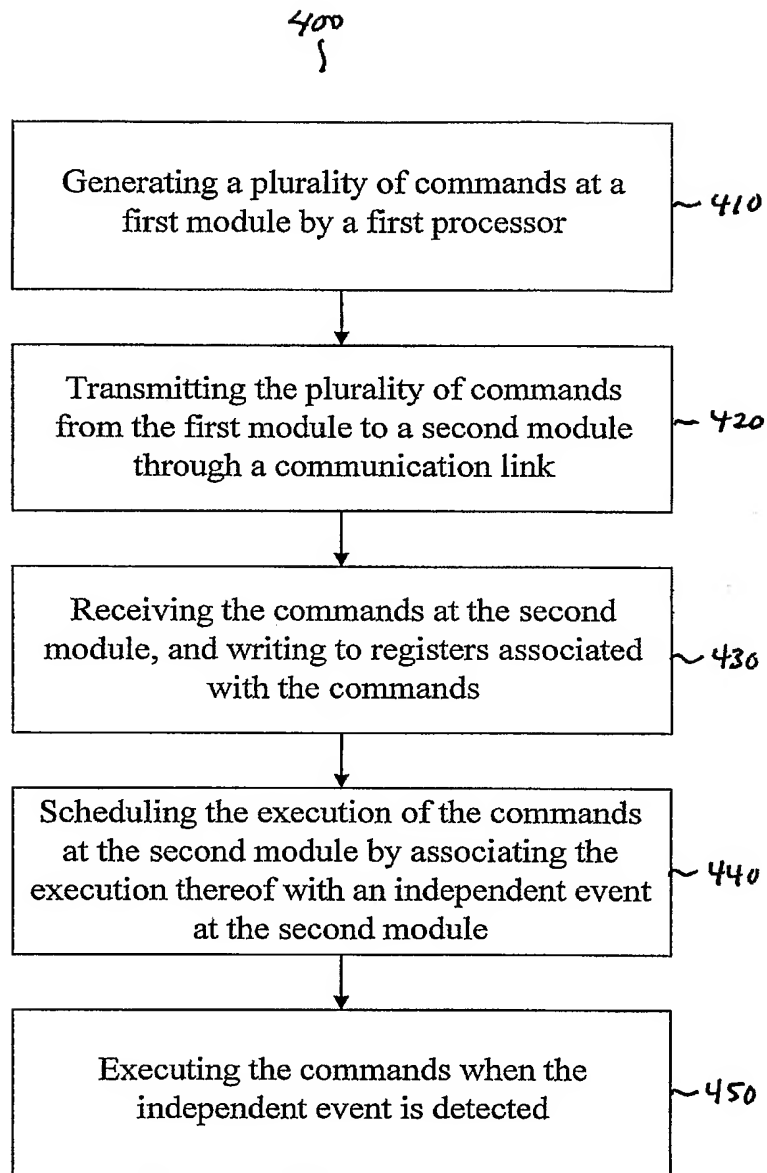 400
Generating a plurality of commands at a
first module by a first processor
410
Transmitting the plurality of commands
from the first module to a second module
through a communication link
420
Receiving the commands at the second
module, and writing to registers associated
with the commands
430
Scheduling the execution of the commands
at the second module by associating the
execution thereof with an independent event
at the second module
440
Executing the commands when the
independent event is detected
450